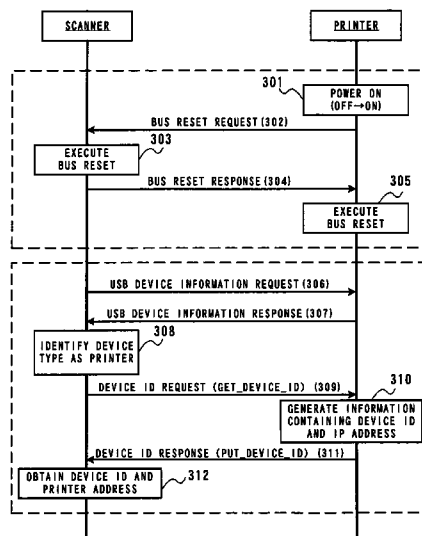 SCANNER
PRINTER
301
POWER ON
(OFF→ON)
BUS RESET REQUEST(302)
303
EXECUTE
BUS RESET
BUS RESET RESPONSE(304)
305
EXECUTE
BUS RESET
USB DEVICE INFORMATION REQUEST(306)
USB DEVICE INFORMATION RESPONSE(307)
308
IDENTIFY DEVICE
TYPE AS PRINTER
DEVICE ID REQUEST (GET_DEVICE_ID) (309)
310
GENERATE INFORMATION
CONTAINING DEVICE ID
AND IP ADDRESS
DEVICE ID RESPONSE (PUT_DEVICE_ID) (311)
OBTAIN DEVICE ID AND
PRINTER ADDRESS
312